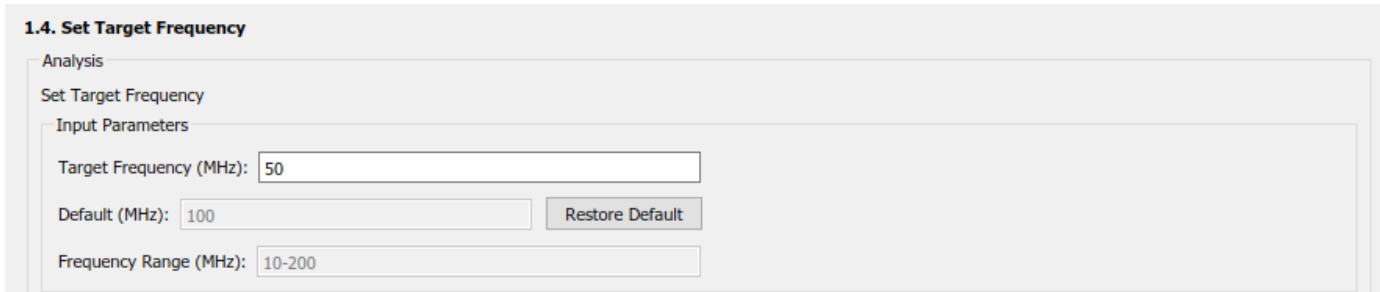 1.4. Set Target Frequency
Analysis
Set Target Frequency
Input Parameters
Target Frequency (MHz): 50
Default (MHz): 100 Restore Default
Frequency Range (MHz): 10-200